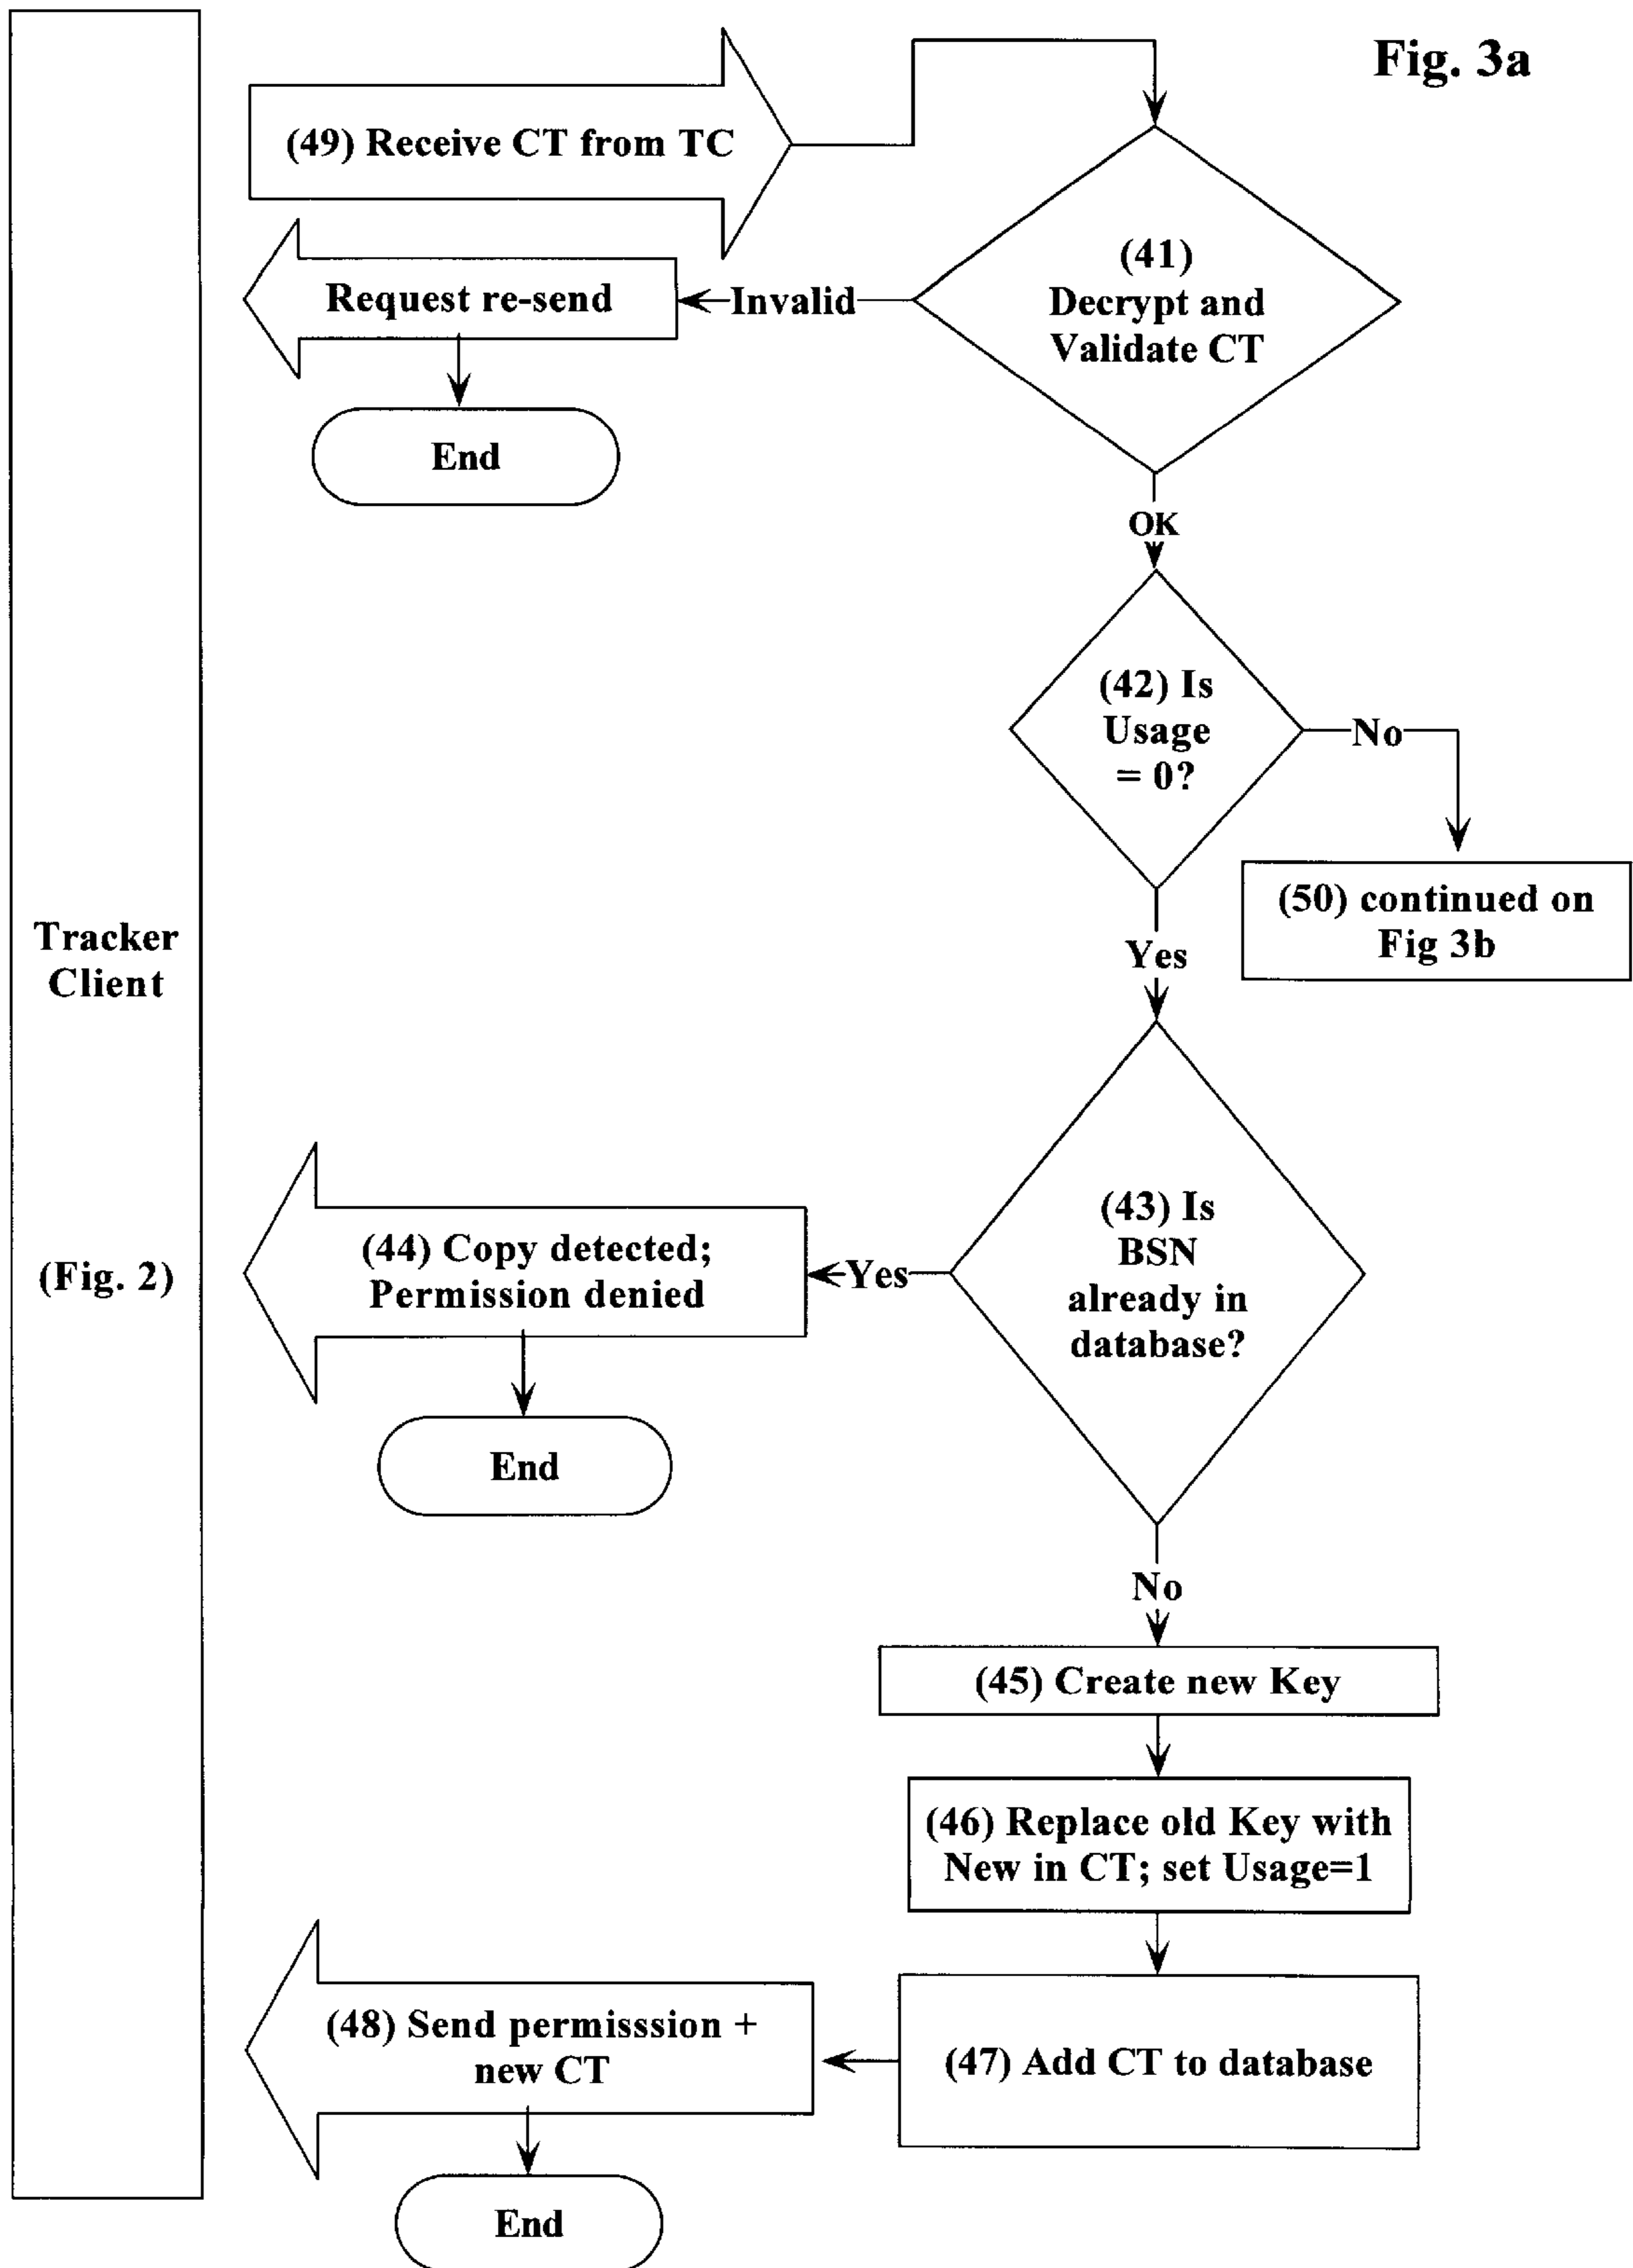 Fig. 3a
(49) Receive CT from TC
(41)
Decrypt and
Validate CT
Invalid
Request re-send
End
OK
(42) Is
Usage
= 0?
No
(50) continued on
Fig 3b
Yes
Tracker
Client
(Fig. 2)
(43) Is
BSN
already in
database?
Yes
(44) Copy detected;
Permission denied
End
No
(45) Create new Key
(46) Replace old Key with
New in CT; set Usage=1
(47) Add CT to database
(48) Send permisssion +
new CT
End